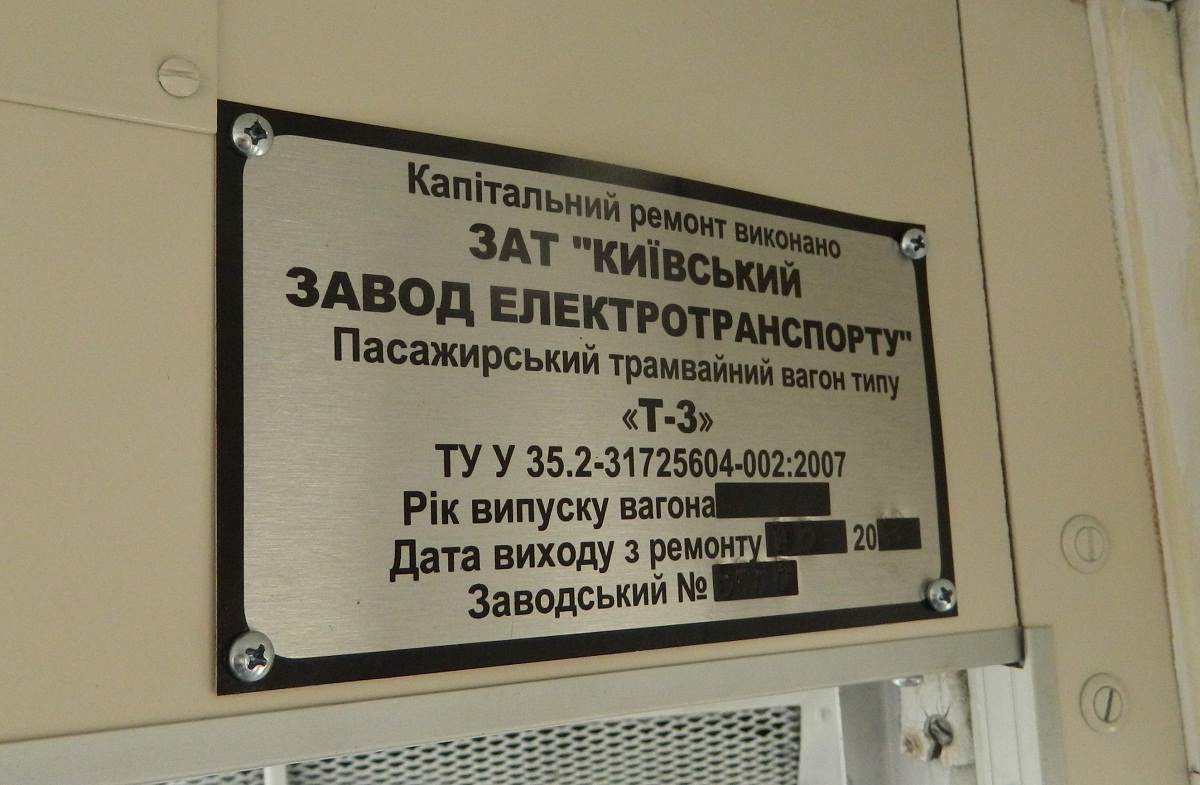 Капітальний ремонт виконано
ЗАТ "КИЇВСЬКИЙ
ЗАВОД ЕЛЕКТРОТРАНСПОРТУ"
Пасажирський трамвайний вагон типу
«Т-3»
ТУ У 35.2-31725604-002:2007
Рік випуску вагона
Дата виходу з ремонту 20
Заводський №